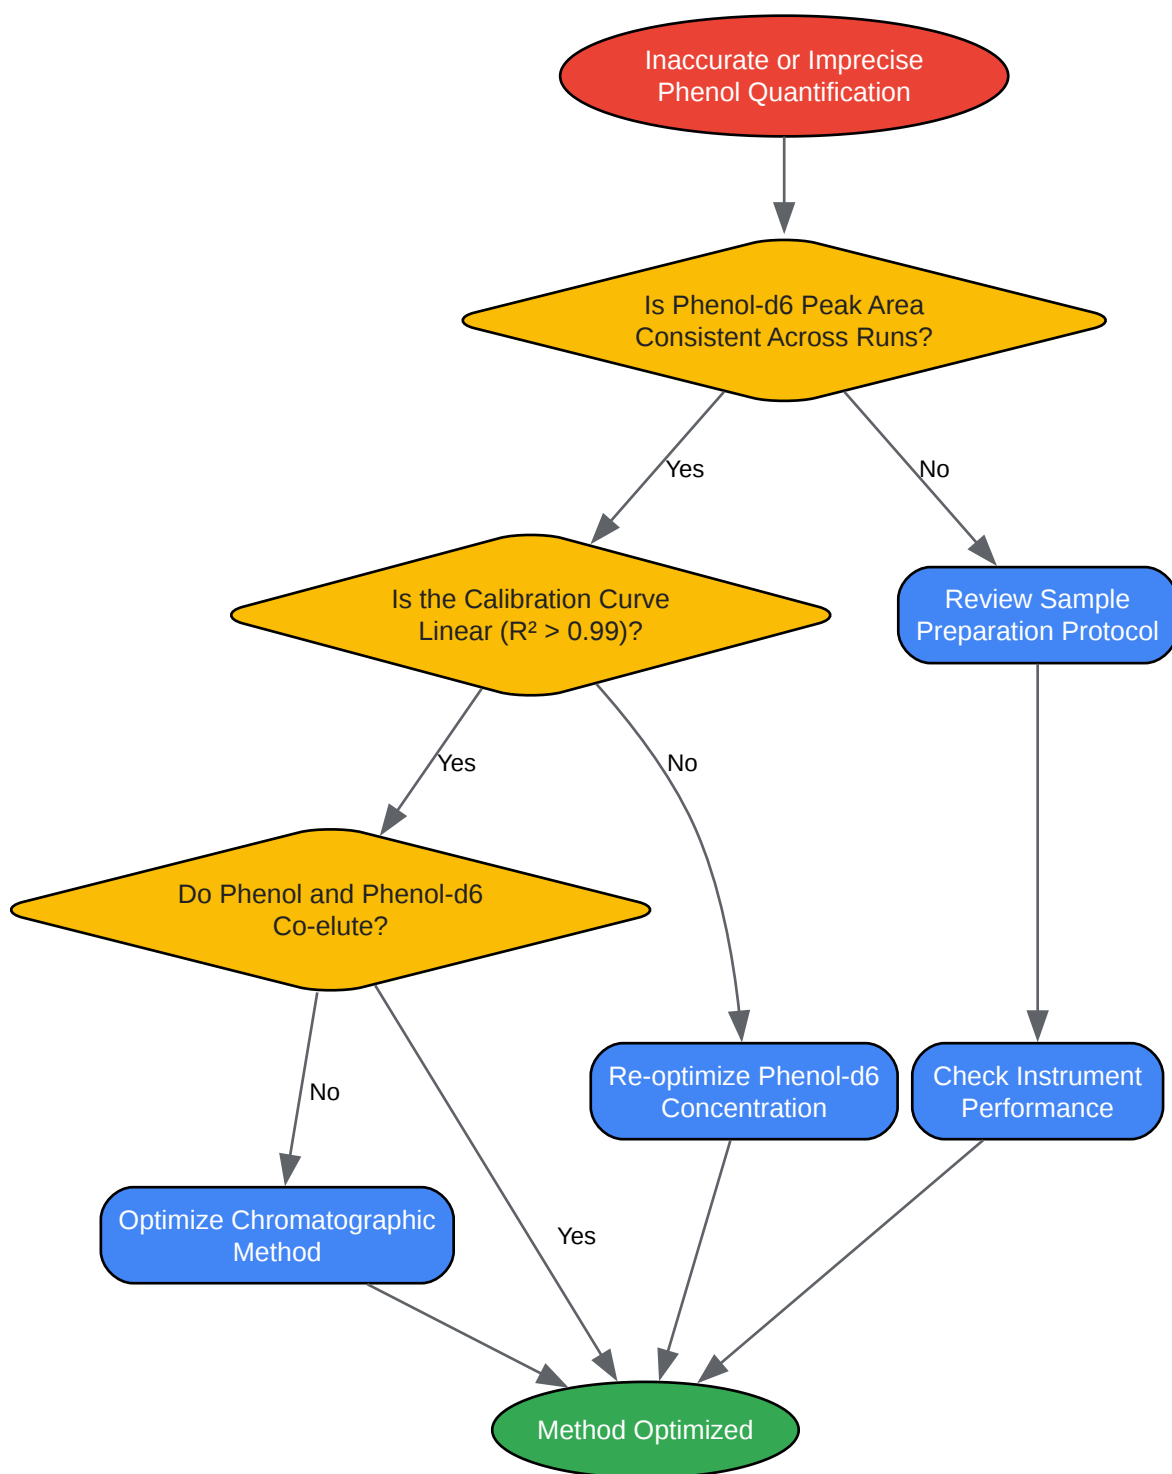 Inaccurate or Imprecise
Phenol Quantification
Is Phenol-d6 Peak Area
Consistent Across Runs?
Yes
No
Is the Calibration Curve
Linear (R² > 0.99)?
Review Sample
Preparation Protocol
Yes
No
Do Phenol and Phenol-d6
Co-elute?
Re-optimize Phenol-d6
Concentration
Check Instrument
Performance
No
Optimize Chromatographic
Method
Yes
Method Optimized